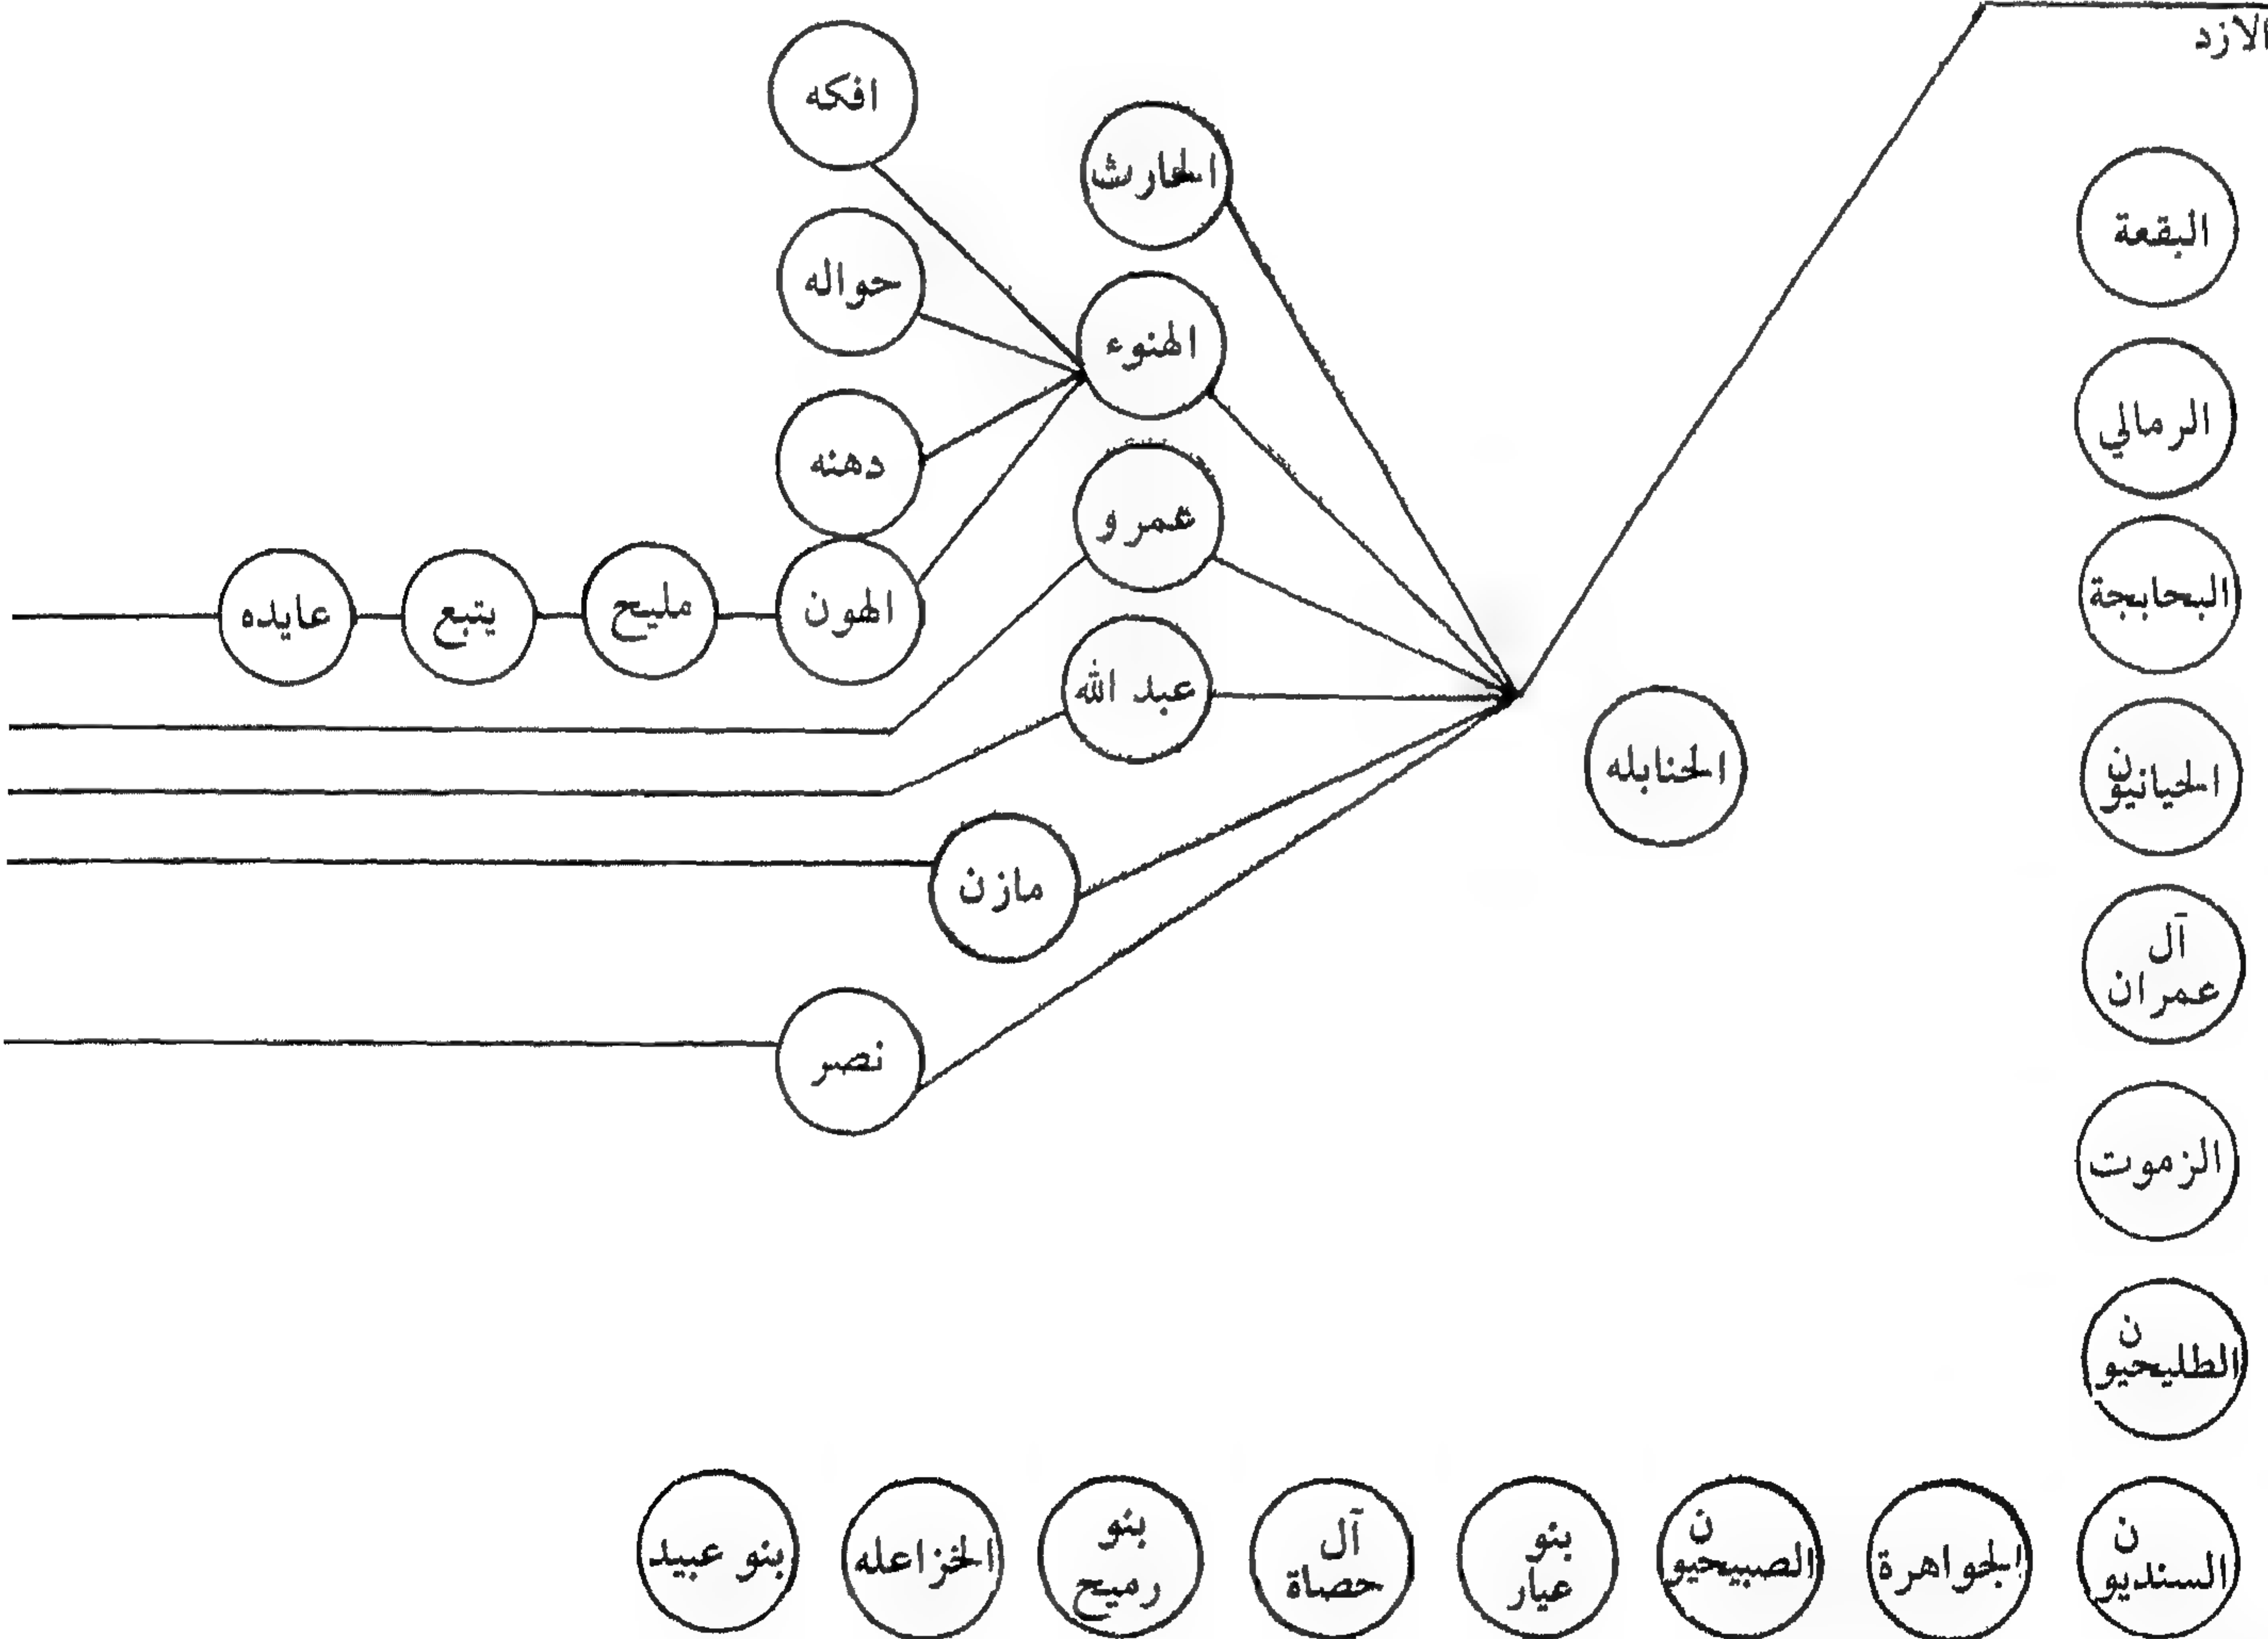 الازد
البقعة
الرمالي
البحابجة
الحيانيون
آل
عمران
الزموت
الطليحيون
السنديون
الجواهرة
الصبيحيون
بنو
عيار
آل
حصاة
بنو
رميح
الخزاعله
بنو عبيد
الحنابله
الحارث
الهنوء
عمرو
عبد الله
مازن
نصر
افكه
حواله
دهنه
الهون
مليح
يتبع
عايده